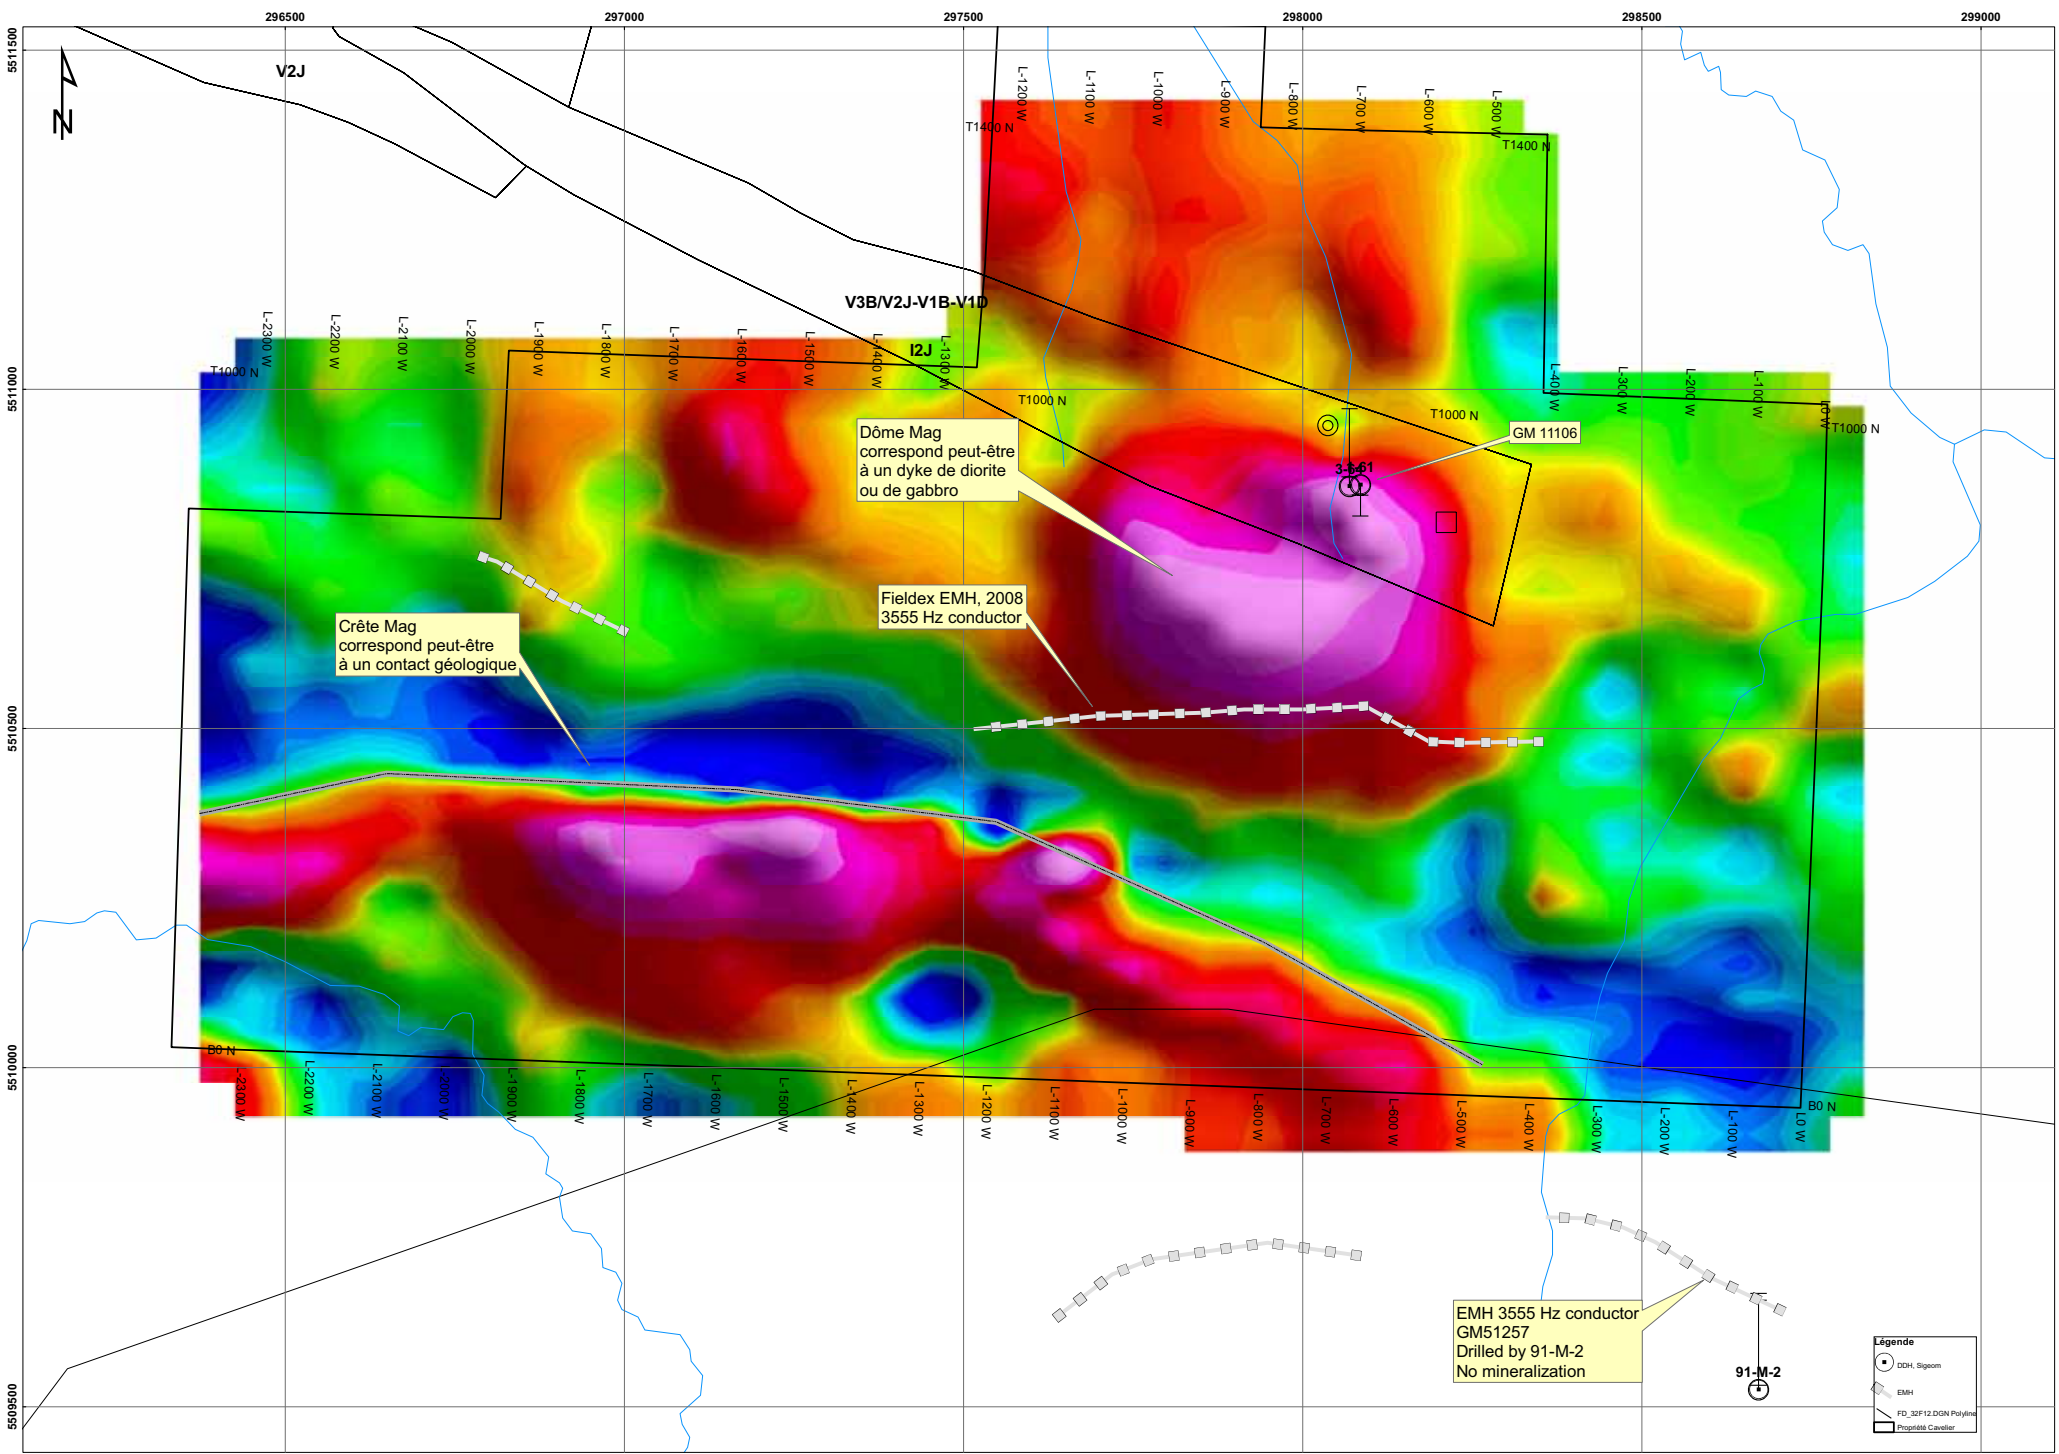 296500
297000
297500
298000
298500
299000
5511500
V2J
N
L-1200 W
L-1100 W
L-1000 W
L-900 W
L-800 W
L-700 W
L-600 W
L-500 W
T1400 N
T1400 N
V3B/V2J-V1B-V1D
L-2300 W
L-2200 W
L-2100 W
L-2000 W
L-1900 W
L-1800 W
L-1700 W
L-1600 W
L-1500 W
L-1400 W
L-1300 W
I2J
5511000
T1000 N
T1000 N
T1000 N
L-400 W
L-300 W
L-200 W
L-100 W
L0 W
T1000 N
Dôme Mag
correspond peut-être
à un dyke de diorite
ou de gabbro
GM 11106
Fieldex EMH, 2008
3555 Hz conductor
Crête Mag
correspond peut-être
à un contact géologique
5510500
5510000
B0 N
B0 N
L-2300 W
L-2200 W
L-2100 W
L-2000 W
L-1900 W
L-1800 W
L-1700 W
L-1600 W
L-1500 W
L-1400 W
L-1300 W
L-1200 W
L-1100 W
L-1000 W
L-900 W
L-800 W
L-700 W
L-600 W
L-500 W
L-400 W
L-300 W
L-200 W
L-100 W
L0 W
EMH 3555 Hz conductor
GM51257
Drilled by 91-M-2
No mineralization
91-M-2
5509500
Légende
DDH, Sigeom
EMH
FD_32F12.DGN Polyline
Propriété Cavelier